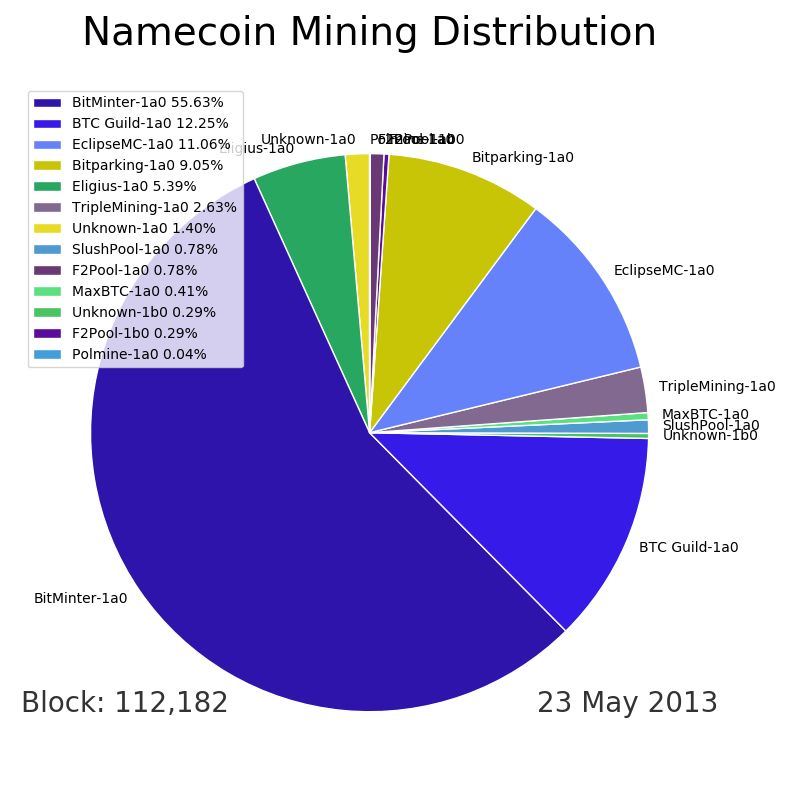 Namecoin Mining Distribution
BitMinter-1a0 55.63%
BTC Guild-1a0 12.25%
EclipseMC-1a0 11.06%
Bitparking-1a0 9.05%
Eligius-1a0 5.39%
TripleMining-1a0 2.63%
Unknown-1a0 1.40%
SlushPool-1a0 0.78%
F2Pool-1a0 0.78%
MaxBTC-1a0 0.41%
Unknown-1b0 0.29%
F2Pool-1b0 0.29%
Polmine-1a0 0.04%
Unknown-1a0
Eligius-1a0
Bitparking-1a0
EclipseMC-1a0
TripleMining-1a0
MaxBTC-1a0
SlushPool-1a0
Unknown-1b0
BTC Guild-1a0
BitMinter-1a0
Block: 112,182
23 May 2013